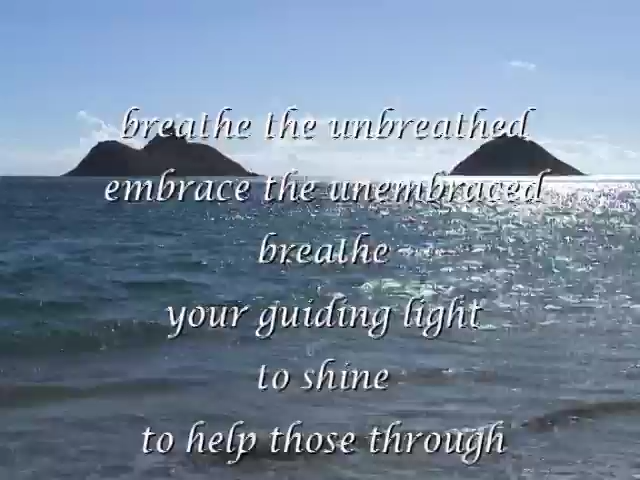 breathe the unbreathed
embrace the unembraced
breathe
your guiding light
to shine
to help those through